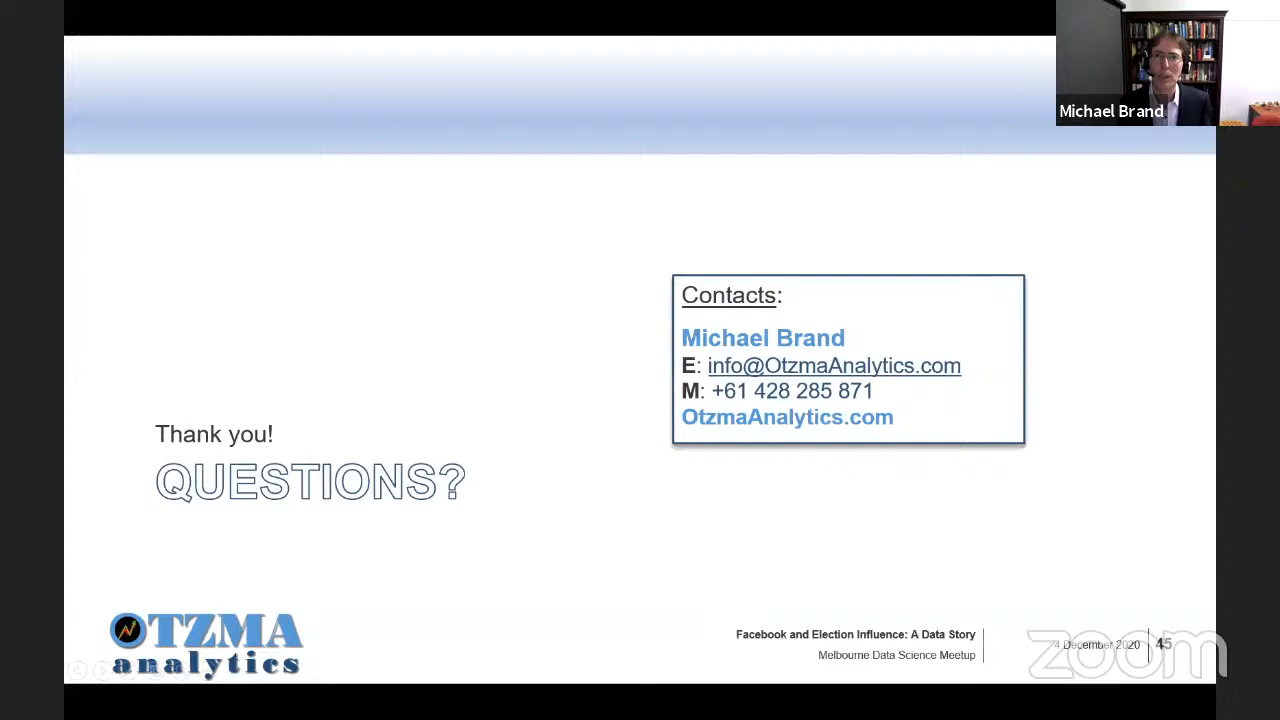 Michael Brand
Contacts:
Michael Brand
E: info@OtzmaAnalytics.com
M: +61 428 285 871
OtzmaAnalytics.com
Thank you!
QUESTIONS?
OTZMA
analytics
Facebook and Election Influence: A Data Story
Melbourne Data Science Meetup
4 December 2020
45
zoom